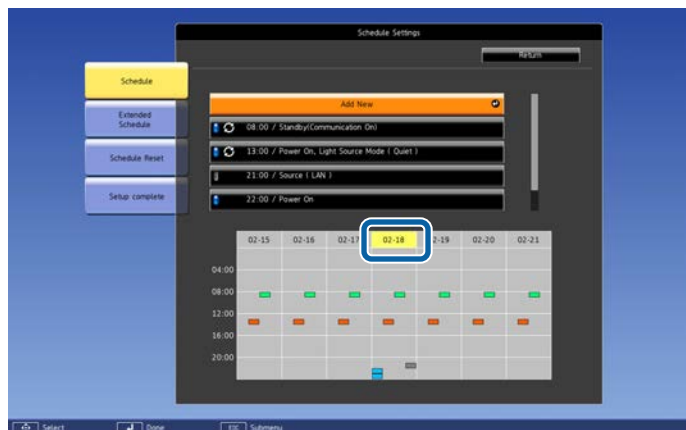 Schedule Settings
Return
Schedule
Extended
Schedule
Schedule Reset
Setup complete
Add New
08:00 / Standby(Communication On)
13:00 / Power On, Light Source Mode ( Quiet )
21:00 / Source ( LAN )
22:00 / Power On
02-15 02-16 02-17 02-18 02-19 02-20 02-21
04:00
08:00
12:00
16:00
20:00
Select Done ESC Submenu